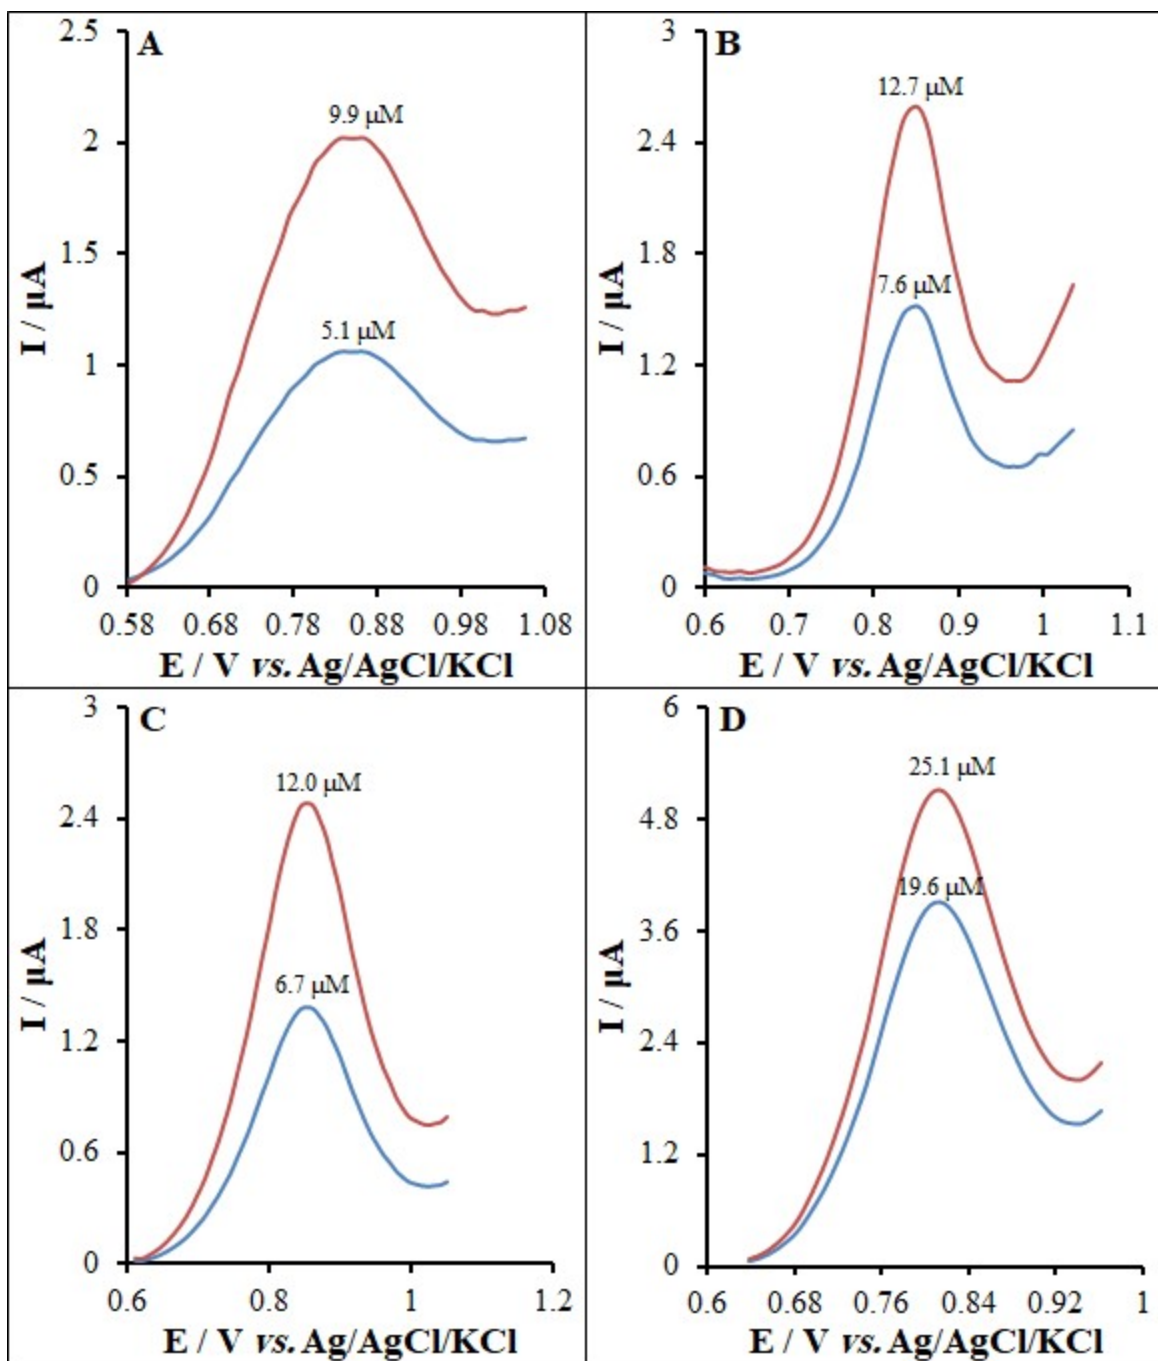 A
2.5
2
1.5
1
0.5
0
I / µA
9.9 µM
5.1 µM
0.58 0.68 0.78 0.88 0.98 1.08
E / V vs. Ag/AgCl/KCl
B
3
2.4
1.8
1.2
0.6
0
I / µA
12.7 µM
7.6 µM
0.6 0.7 0.8 0.9 1 1.1
E / V vs. Ag/AgCl/KCl
C
3
2.4
1.8
1.2
0.6
0
I / µA
12.0 µM
6.7 µM
0.6 0.8 1 1.2
E / V vs. Ag/AgCl/KCl
D
6
4.8
3.6
2.4
1.2
0
I / µA
25.1 µM
19.6 µM
0.6 0.68 0.76 0.84 0.92 1
E / V vs. Ag/AgCl/KCl